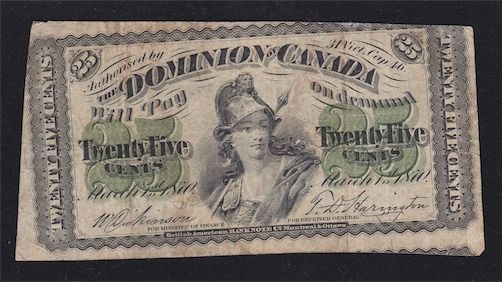 25 Authorised by 31 Vict. Cap 46 25
THE DOMINION OF CANADA
Will Pay on demand
Twenty Five Twenty Five
CENTS CENTS
March 1st 1870 March 1st 1870
W Dickinson T. D. Harington
FOR MINISTER OF FINANCE FOR RECEIVER GENERAL
British American BANK NOTE Co Montreal & Ottawa
TWENTY FIVE CENTS
TWENTY FIVE CENTS